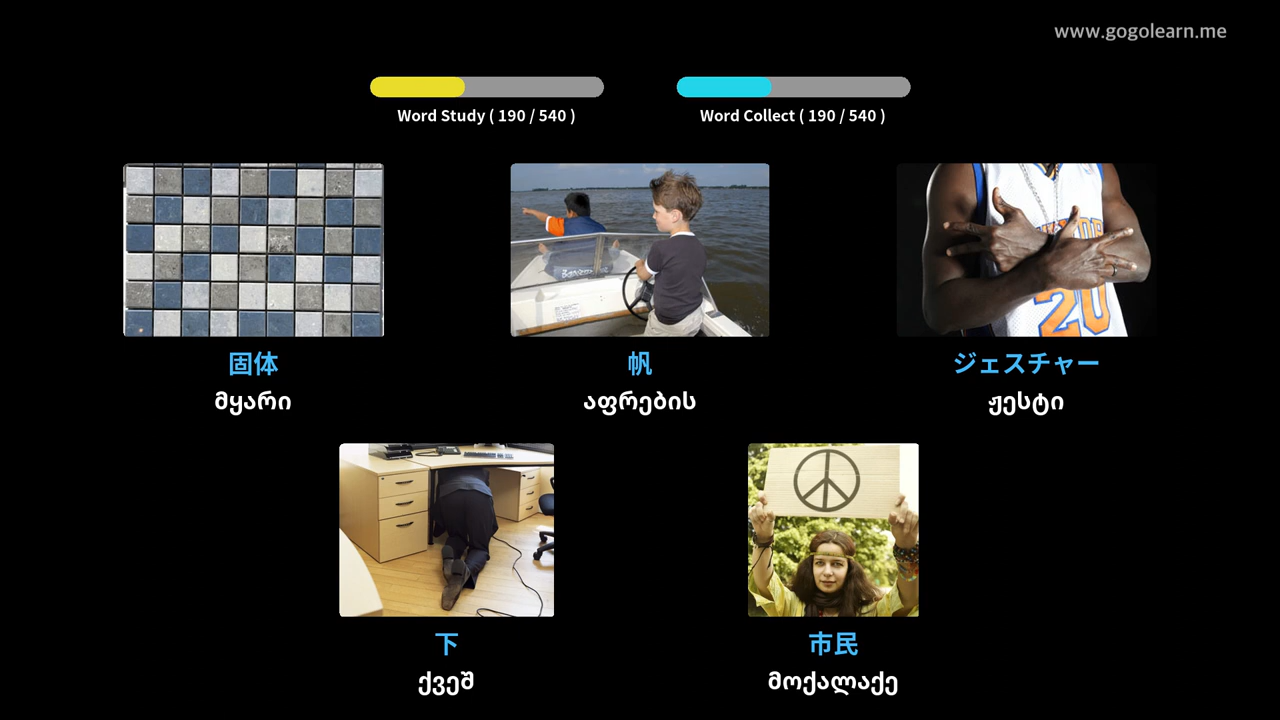 www.gogolearn.me
Word Study ( 190 / 540 )
Word Collect ( 190 / 540 )
20
固体
მყარი
帆
აფრების
ジェスチャー
ჟესტი
下
ქვეშ
市民
მოქალაქე